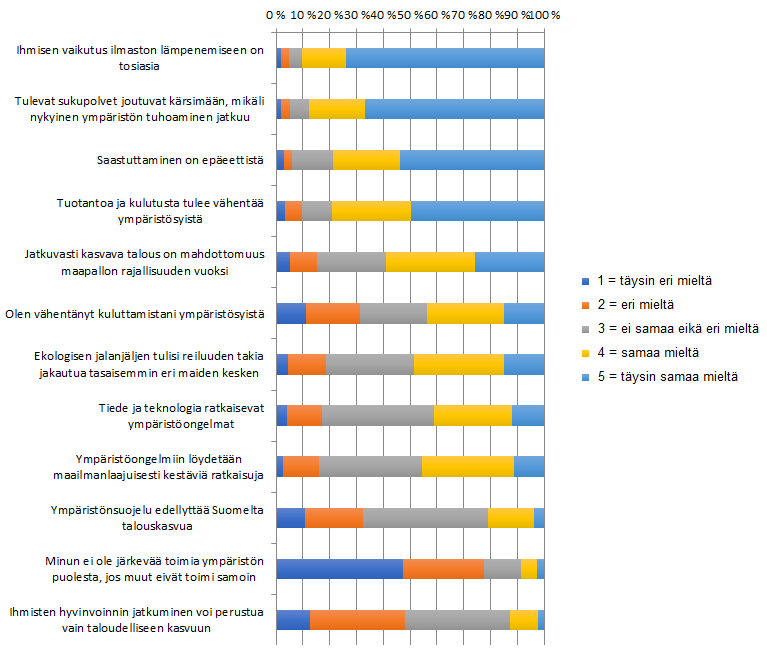 0 % 10 % 20 % 30 % 40 % 50 % 60 % 70 % 80 % 90 % 100 %
Ihmisen vaikutus ilmaston lämpenemiseen on
tosiasia
Tulevat sukupolvet joutuvat kärsimään, mikäli
nykyinen ympäristön tuhoaminen jatkuu
Saastuttaminen on epäeettistä
Tuotantoa ja kulutusta tulee vähentää
ympäristösyistä
Jatkuvasti kasvava talous on mahdottomuus
maapallon rajallisuuden vuoksi
Olen vähentänyt kuluttamistani ympäristösyistä
Ekologisen jalanjäljen tulisi reiluuden takia
jakautua tasaisemmin eri maiden kesken
Tiede ja teknologia ratkaisevat
ympäristöongelmat
Ympäristöongelmiin löydetään
maailmanlaajuisesti kestäviä ratkaisuja
Ympäristönsuojelu edellyttää Suomelta
talouskasvua
Minun ei ole järkevää toimia ympäristön
puolesta, jos muut eivät toimi samoin
Ihmisten hyvinvoinnin jatkuminen voi perustua
vain taloudelliseen kasvuun
1 = täysin eri mieltä
2 = eri mieltä
3 = ei samaa eikä eri mieltä
4 = samaa mieltä
5 = täysin samaa mieltä